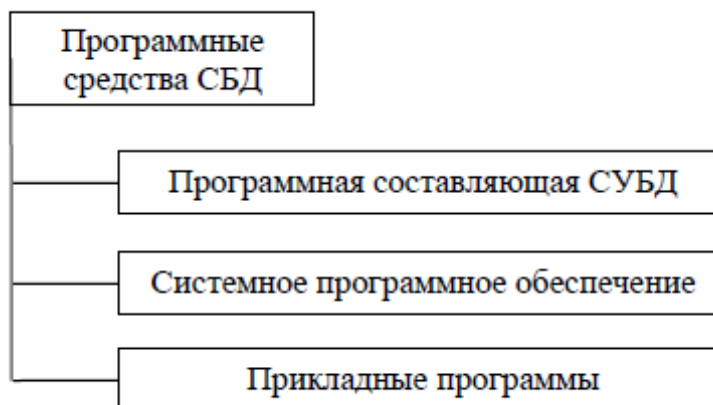 Программные
средства СБД
Программная составляющая СУБД
Системное программное обеспечение
Прикладные программы